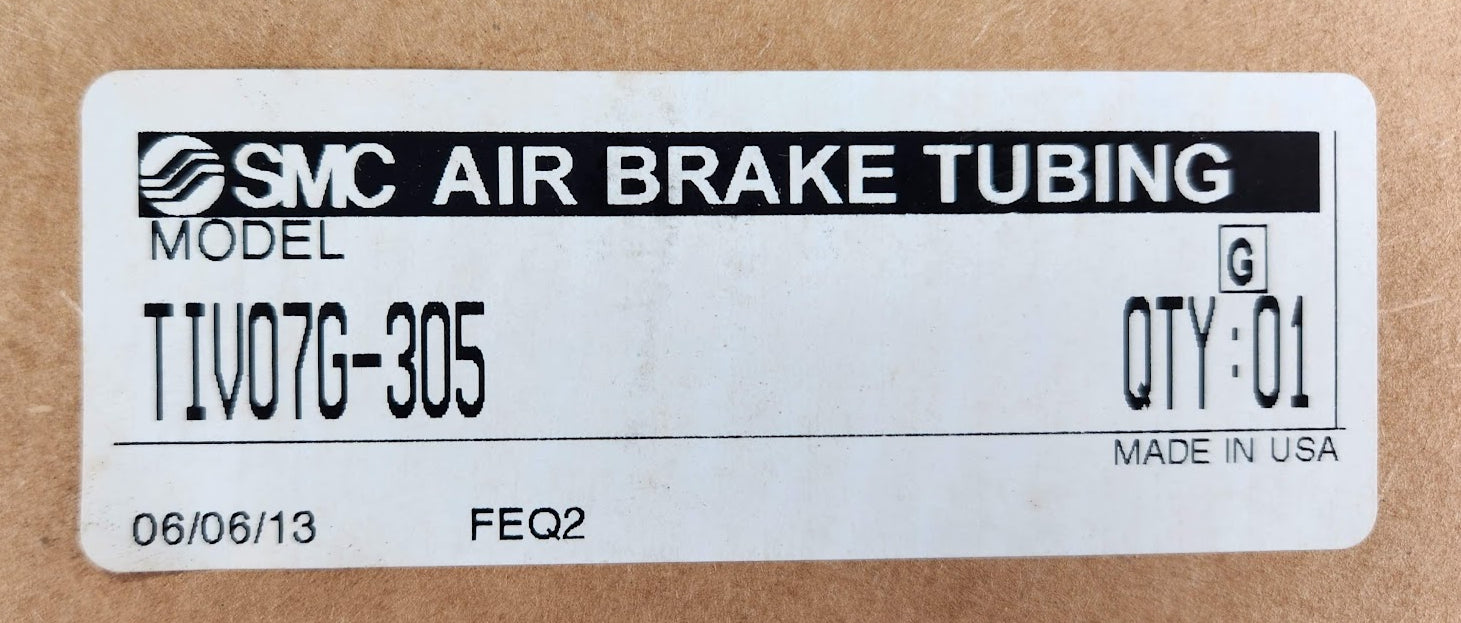 SMC AIR BRAKE TUBING
MODEL
G
TIV07G-305
QTY:01
MADE IN USA
06/06/13 FEQ2